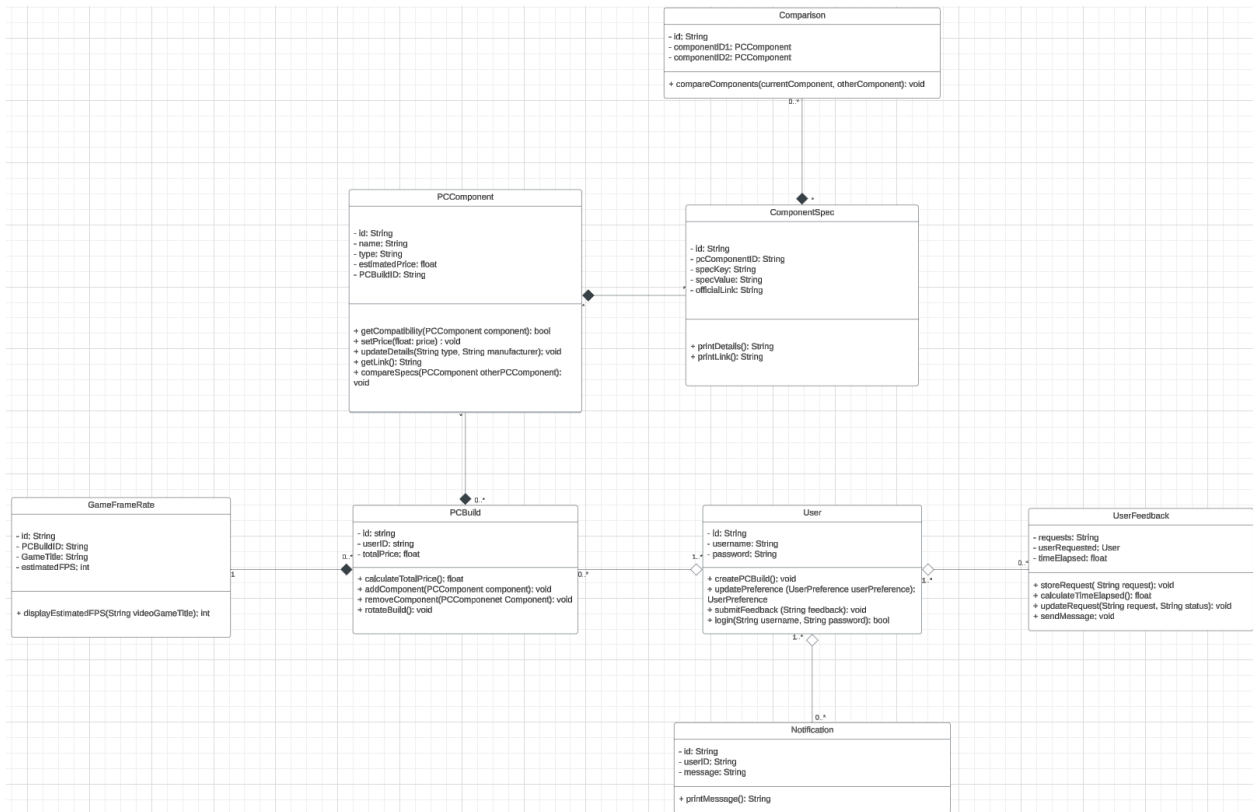 Comparison
- id: String
- componentID1: PCComponent
- componentID2: PCComponent
+ compareComponents(currentComponent, otherComponent): void
0..*
*
PCComponent
- id: String
- name: String
- type: String
- estimatedPrice: float
- PCBuildID: String
+ getCompatibility(PCComponent component): bool
+ setPrice(float: price) : void
+ updateDetails(String type, String manufacturer): void
+ getLink(): String
+ compareSpecs(PCComponent otherPCComponent):
void
*
*
ComponentSpec
- id: String
- pcComponentID: String
- specKey: String
- specValue: String
- officialLink: String
+ printDetails(): String
+ printLink(): String
*
0..*
GameFrameRate
- id: String
- PCBuildID: String
- GameTitle: String
- estimatedFPS: int
+ displayEstimatedFPS(String videoGameTitle): int
1
0..*
PCBuild
- id: string
- userID: string
- totalPrice: float
+ calculateTotalPrice(): float
+ addComponent(PCComponent component): void
+ removeComponent(PCComponenet Component): void
+ rotateBuild(): void
0..*
1..*
User
- id: String
- username: String
- password: String
+ createPCBuild(): void
+ updatePreference (UserPreference userPreference):
UserPreference
+ submitFeedback (String feedback): void
+ login(String username, String password): bool
1..*
0..*
UserFeedback
- requests: String
- userRequested: User
- timeElapsed: float
+ storeRequest( String request): void
+ calculateTimeElapsed(): float
+ updateRequest(String request, String status): void
+ sendMessage: void
1..*
0..*
Notification
- id: String
- userID: String
- message: String
+ printMessage(): String